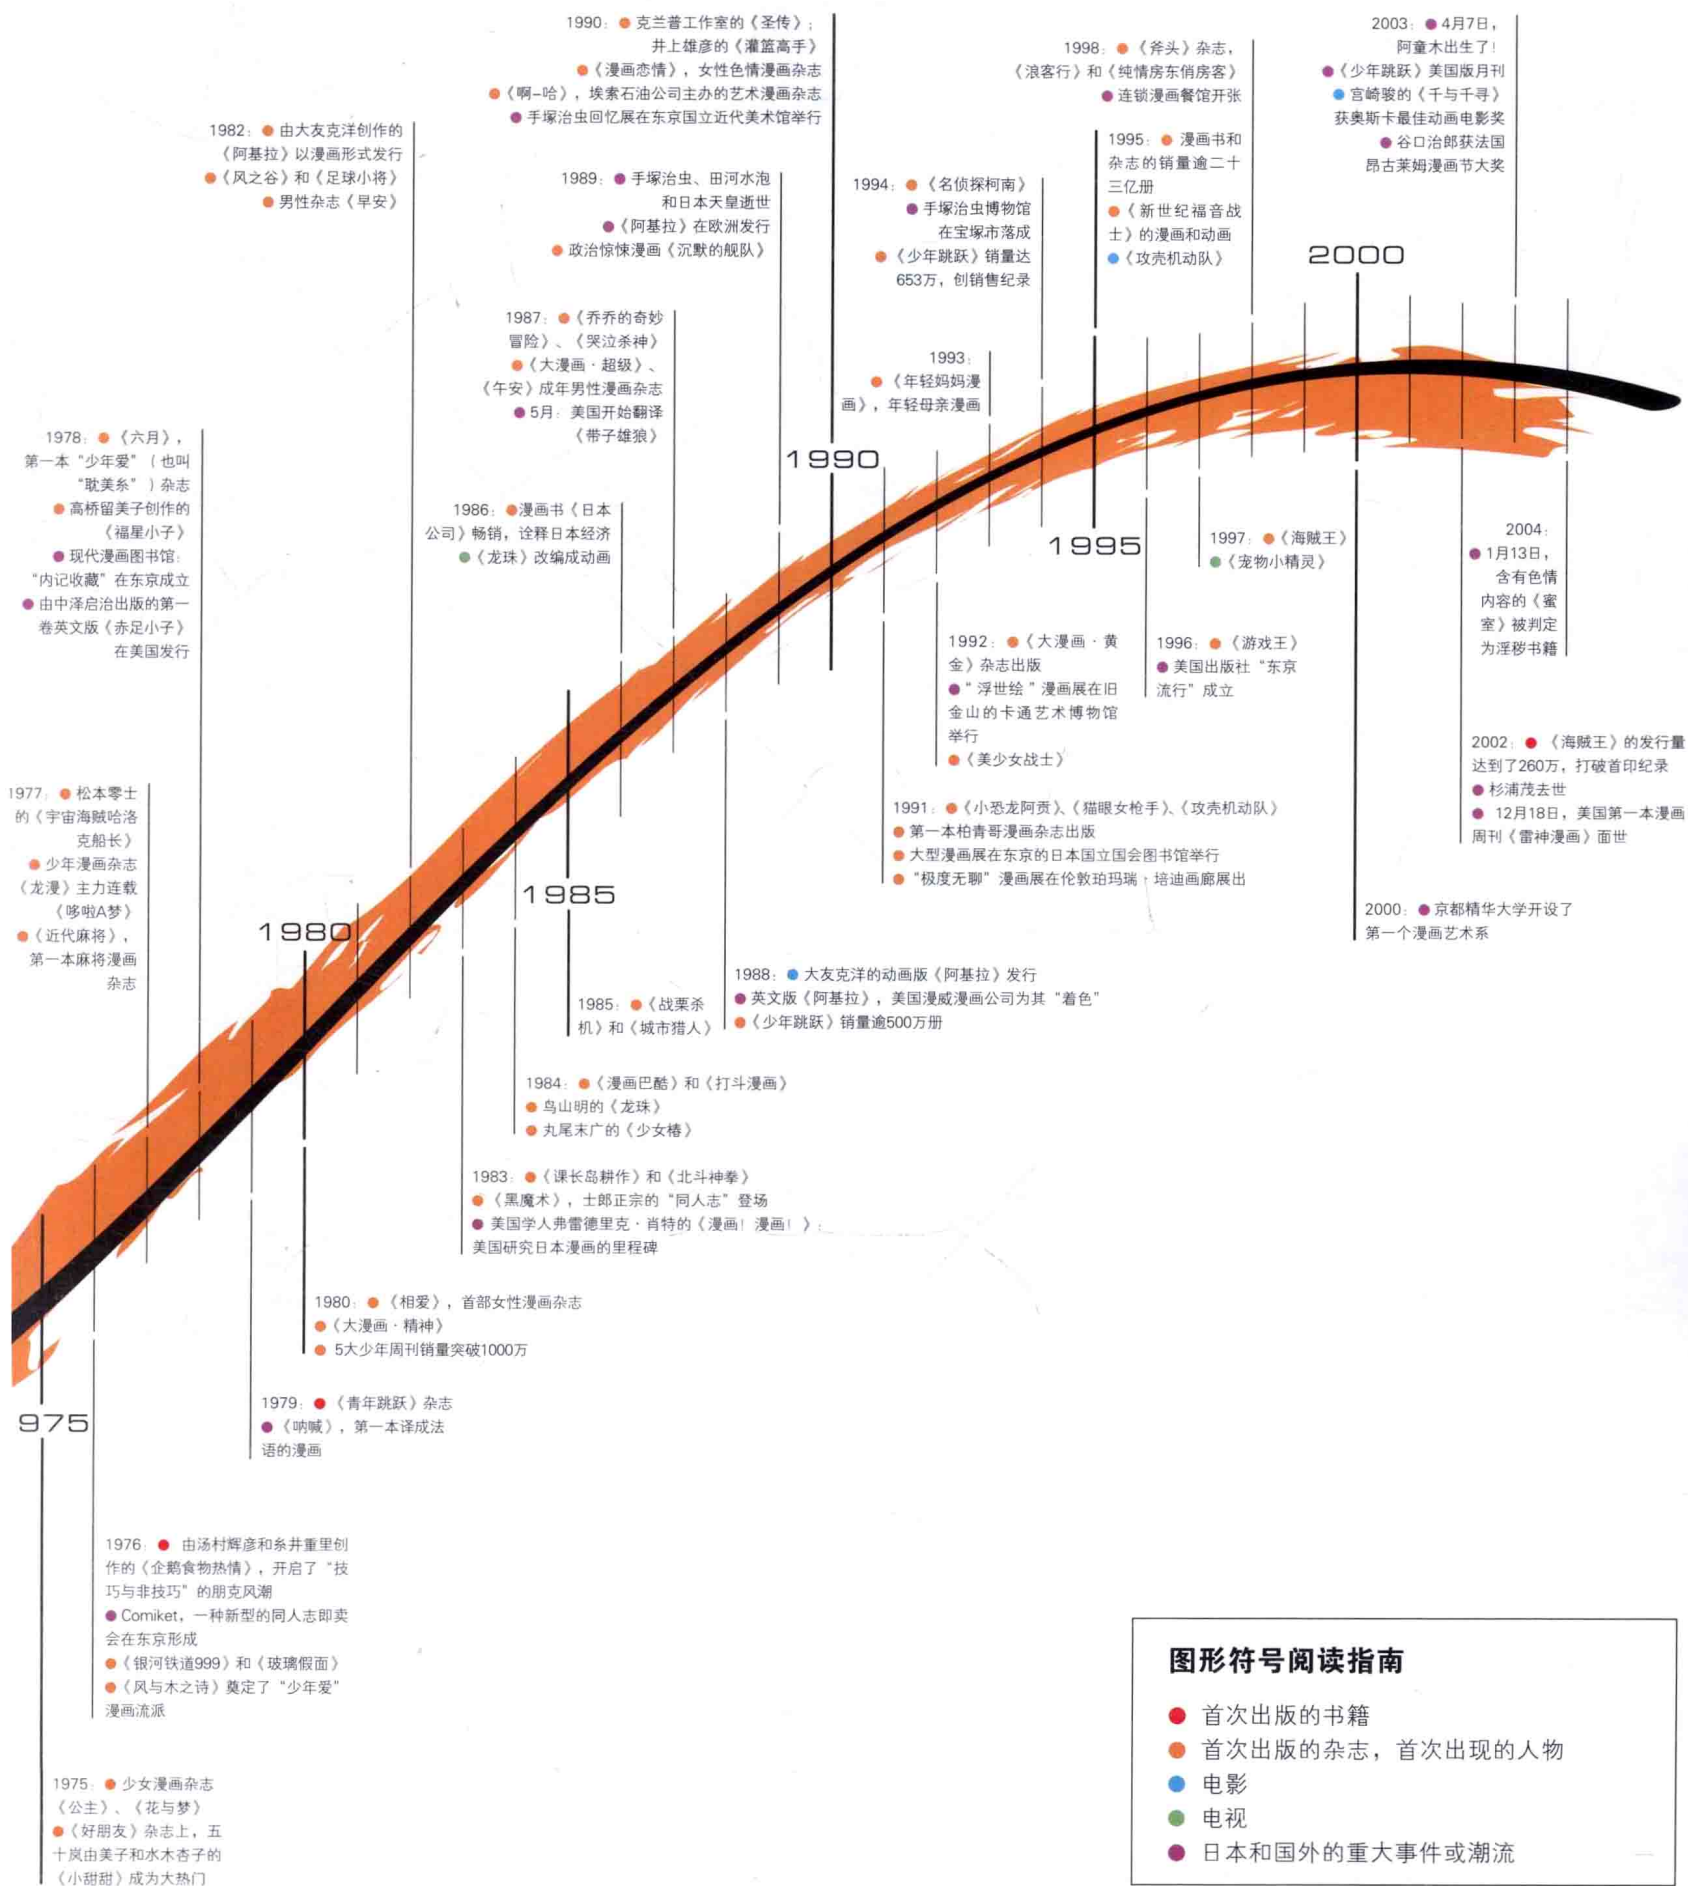 1990：● 克兰普工作室的《圣传》；
井上雄彦的《灌篮高手》
●《漫画恋情》，女性色情漫画杂志
●《啊-哈》，埃索石油公司主办的艺术漫画杂志
● 手塚治虫回忆展在东京国立近代美术馆举行
2003：● 4月7日，
阿童木出生了！
●《少年跳跃》美国版月刊
● 宫崎骏的《千与千寻》
获奥斯卡最佳动画电影奖
● 谷口治郎获法国
昂古莱姆漫画节大奖
1998：●《斧头》杂志，
《浪客行》和《纯情房东俏房客》
● 连锁漫画餐馆开张
1982：● 由大友克洋创作的
《阿基拉》以漫画形式发行
●《风之谷》和《足球小将》
● 男性杂志《早安》
1995：● 漫画书和
杂志的销量逾二十
三亿册
●《新世纪福音战
士》的漫画和动画
●《攻壳机动队》
1989：● 手塚治虫、田河水泡
和日本天皇逝世
●《阿基拉》在欧洲发行
● 政治惊悚漫画《沉默的舰队》
1994：●《名侦探柯南》
● 手塚治虫博物馆
在宝塚市落成
●《少年跳跃》销量达
653万，创销售纪录
2000
1987：●《乔乔的奇妙
冒险》、《哭泣杀神》
●《大漫画·超级》、
《午安》成年男性漫画杂志
● 5月：美国开始翻译
《带子雄狼》
1993：
●《年轻妈妈漫
画》，年轻母亲漫画
1978：●《六月》，
第一本“少年爱”（也叫
“耽美系”）杂志
● 高桥留美子创作的
《福星小子》
● 现代漫画图书馆：
“内记收藏”在东京成立
● 由中泽启治出版的第一
卷英文版《赤足小子》
在美国发行
1990
1986：●漫画书《日本
公司》畅销，诠释日本经济
●《龙珠》改编成动画
1995
1997：●《海贼王》
●《宠物小精灵》
2004：
● 1月13日，
含有色情
内容的《蜜
室》被判定
为淫秽书籍
1992：●《大漫画·黄
金》杂志出版
●“浮世绘”漫画展在旧
金山的卡通艺术博物馆
举行
●《美少女战士》
1996：●《游戏王》
● 美国出版社“东京
流行”成立
2002：●《海贼王》的发行量
达到了260万，打破首印纪录
● 杉浦茂去世
● 12月18日，美国第一本漫画
周刊《雷神漫画》面世
1977：● 松本零士
的《宇宙海贼哈洛
克船长》
● 少年漫画杂志
《龙漫》主力连载
《哆啦A梦》
●《近代麻将》，
第一本麻将漫画
杂志
1991：●《小恐龙阿贡》、《猫眼女枪手》、《攻壳机动队》
● 第一本柏青哥漫画杂志出版
● 大型漫画展在东京的日本国立国会图书馆举行
●“极度无聊”漫画展在伦敦珀玛瑞·培迪画廊展出
1985
1980
2000：● 京都精华大学开设了
第一个漫画艺术系
1988：● 大友克洋的动画版《阿基拉》发行
● 英文版《阿基拉》，美国漫威漫画公司为其“着色”
●《少年跳跃》销量逾500万册
1985：●《战栗杀
机》和《城市猎人》
1984：●《漫画巴酷》和《打斗漫画》
● 鸟山明的《龙珠》
● 丸尾末广的《少女椿》
1983：●《课长岛耕作》和《北斗神拳》
●《黑魔术》，士郎正宗的“同人志”登场
● 美国学人弗雷德里克·肖特的《漫画！漫画！》：
美国研究日本漫画的里程碑
1980：●《相爱》，首部女性漫画杂志
●《大漫画·精神》
● 5大少年周刊销量突破1000万
1979：●《青年跳跃》杂志
●《呐喊》，第一本译成法
语的漫画
975
1976：● 由汤村辉彦和糸井重里创
作的《企鹅食物热情》，开启了“技
巧与非技巧”的朋克风潮
● Comiket，一种新型的同人志即卖
会在东京形成
●《银河铁道999》和《玻璃假面》
●《风与木之诗》奠定了“少年爱”
漫画流派
1975：● 少女漫画杂志
《公主》、《花与梦》
●《好朋友》杂志上，五
十岚由美子和水木杏子的
《小甜甜》成为大热门
图形符号阅读指南
● 首次出版的书籍
● 首次出版的杂志，首次出现的人物
● 电影
● 电视
● 日本和国外的重大事件或潮流